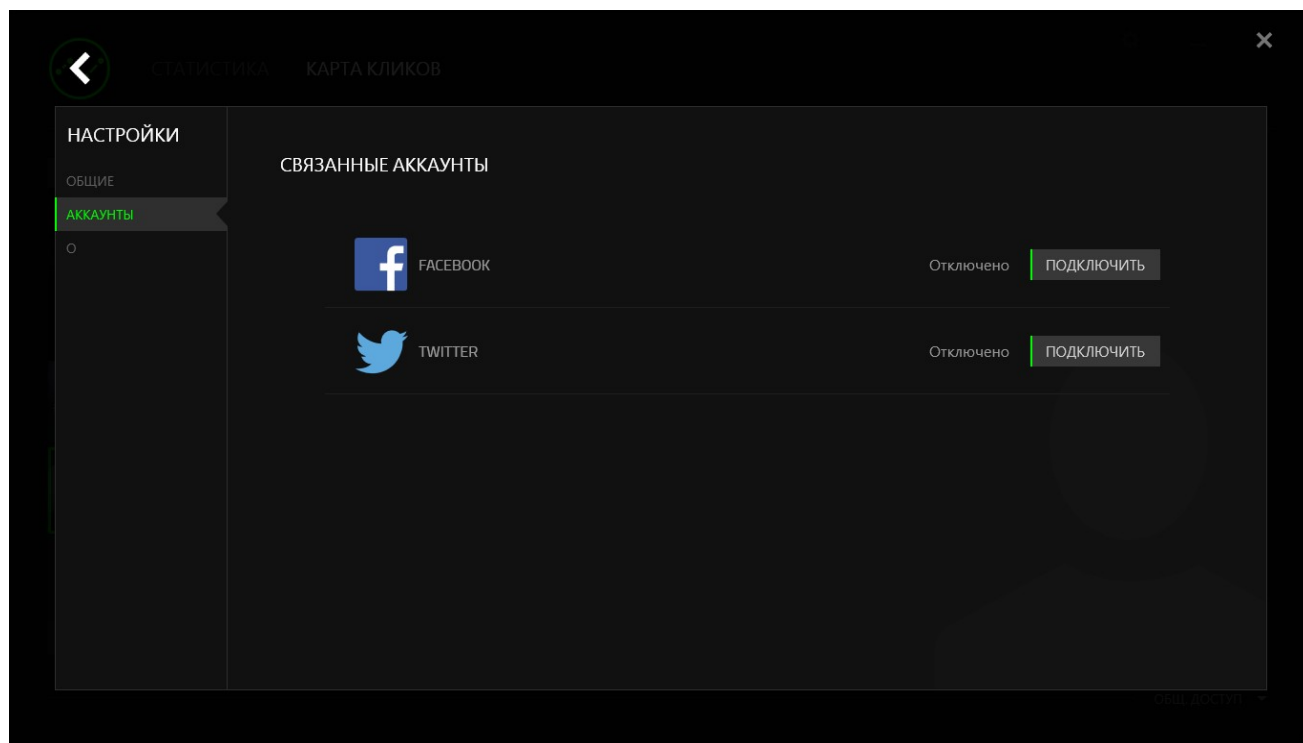 СТАТИСТИКА КАРТА КЛИКОВ
НАСТРОЙКИ
ОБЩИЕ
АККАУНТЫ
О
СВЯЗАННЫЕ АККАУНТЫ
FACEBOOK Отключено ПОДКЛЮЧИТЬ
TWITTER Отключено ПОДКЛЮЧИТЬ
ОБЩ. ДОСТУП